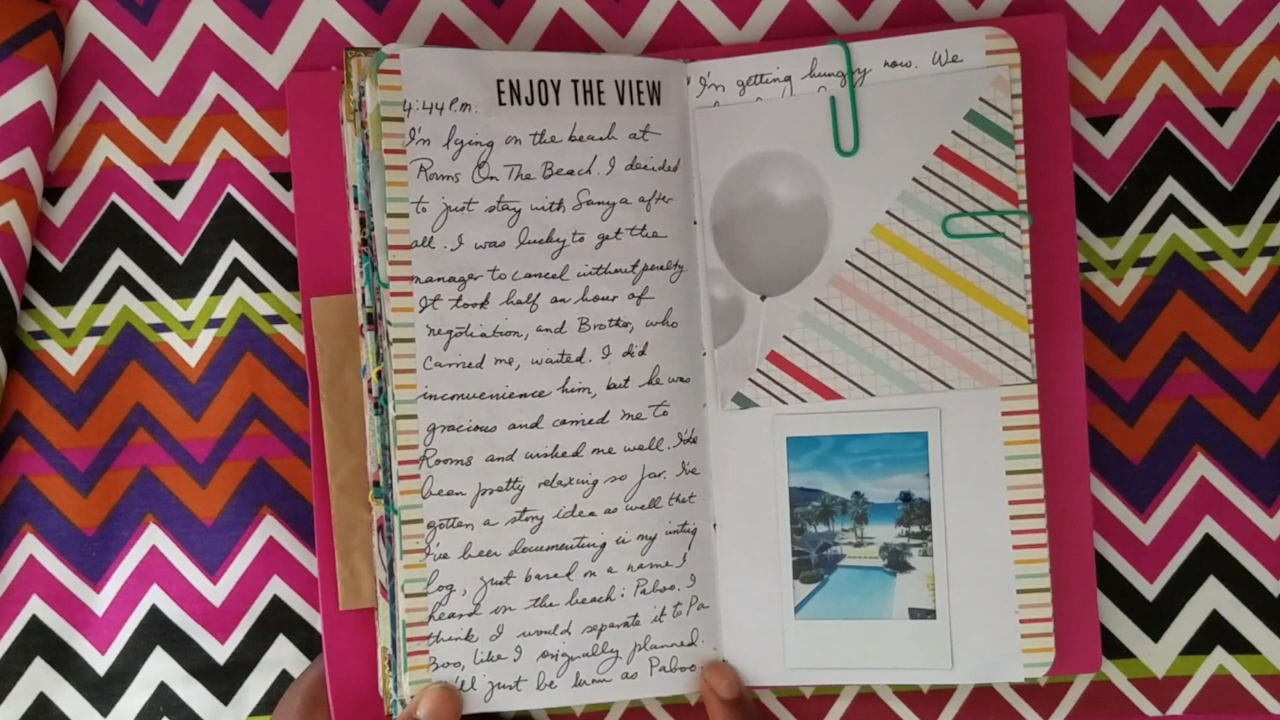 ENJOY THE VIEW
4:44 P.m.
I'm lying on the beach at
Rooms On The Beach. I decided
to just stay with Sanya after
all. I was lucky to get the
manager to cancel without penalty.
It took half an hour of
negotiation, and Brother, who
carried me, waited. I did
inconvenience him, but he was
gracious and carried me to
Rooms and wished me well. It's
been pretty relaxing so far. I've
gotten a story idea as well that
I've been documenting in my
log, just based on a name I
heard on the beach: Paboo. I
think I would separate it to Pa
Boo, like I originally planned.
just be as Paboo
I'm getting hungry now. We